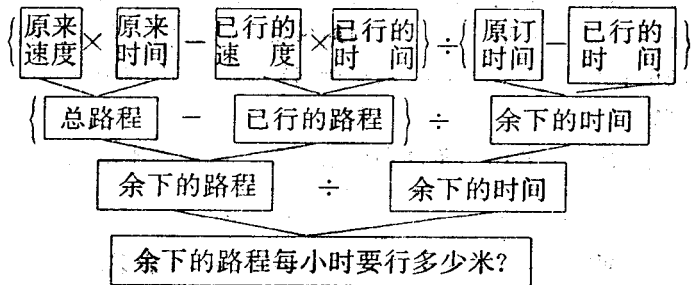 {原来速度×原来时间－已行的速度×已行的时间}÷{原订时间－已行的时间}
{总路程－已行的路程}÷余下的时间
余下的路程÷余下的时间
余下的路程每小时要行多少米？